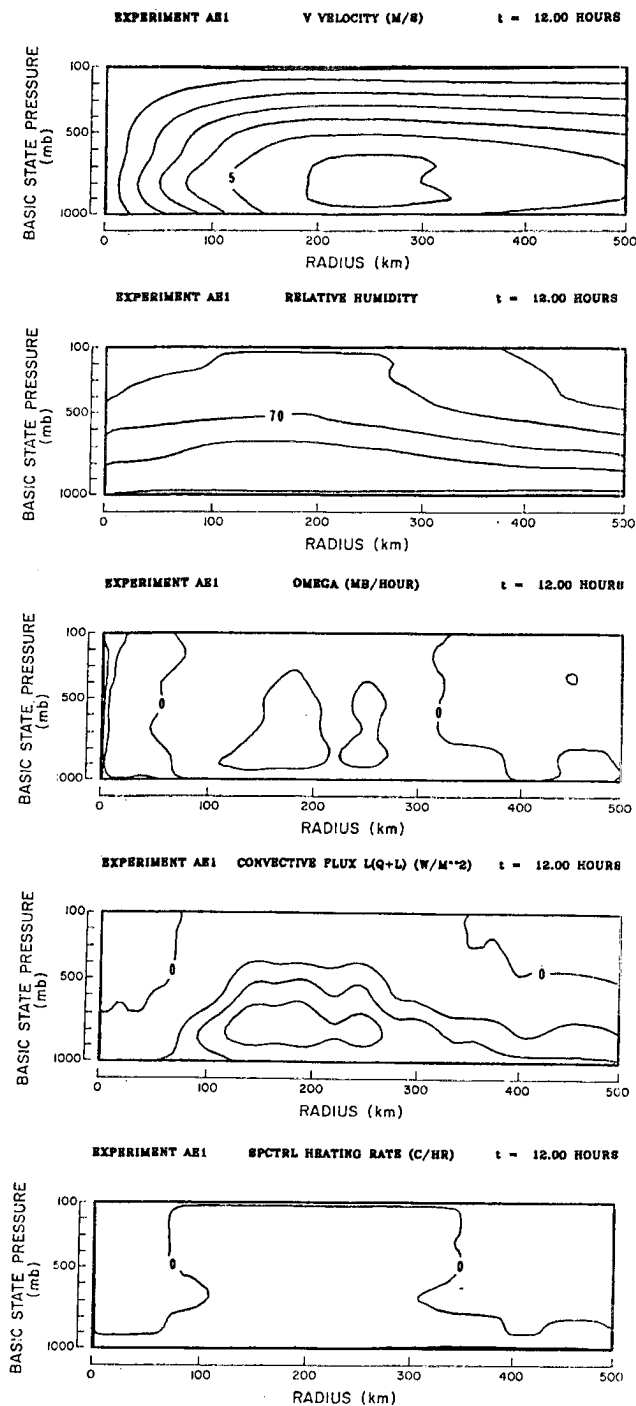 EXPERIMENT AE1 V VELOCITY (M/S) t = 12.00 HOURS
BASIC STATE PRESSURE
(mb)
100
500
1000
5
0 100 200 300 400 500
RADIUS (km)
EXPERIMENT AE1 RELATIVE HUMIDITY t = 12.00 HOURS
BASIC STATE PRESSURE
(mb)
100
500
1000
70
0 100 200 300 400 500
RADIUS (km)
EXPERIMENT AE1 OMEGA (MB/HOUR) t = 12.00 HOURS
BASIC STATE PRESSURE
(mb)
100
500
1000
0 0
0 100 200 300 400 500
RADIUS (km)
EXPERIMENT AE1 CONVECTIVE FLUX L(Q+L) (W/M**2) t = 12.00 HOURS
BASIC STATE PRESSURE
(mb)
100
500
1000
0 0
0 100 200 300 400 500
RADIUS (km)
EXPERIMENT AE1 SPCTRL HEATING RATE (C/HR) t = 12.00 HOURS
BASIC STATE PRESSURE
(mb)
100
500
1000
0 0
0 100 200 300 400 500
RADIUS (km)